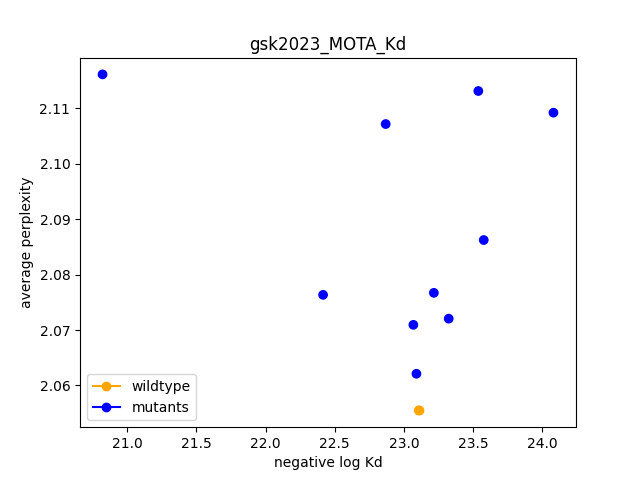 gsk2023_MOTA_Kd
average perplexity
2.11
2.10
2.09
2.08
2.07
2.06
wildtype
mutants
21.0 21.5 22.0 22.5 23.0 23.5 24.0
negative log Kd